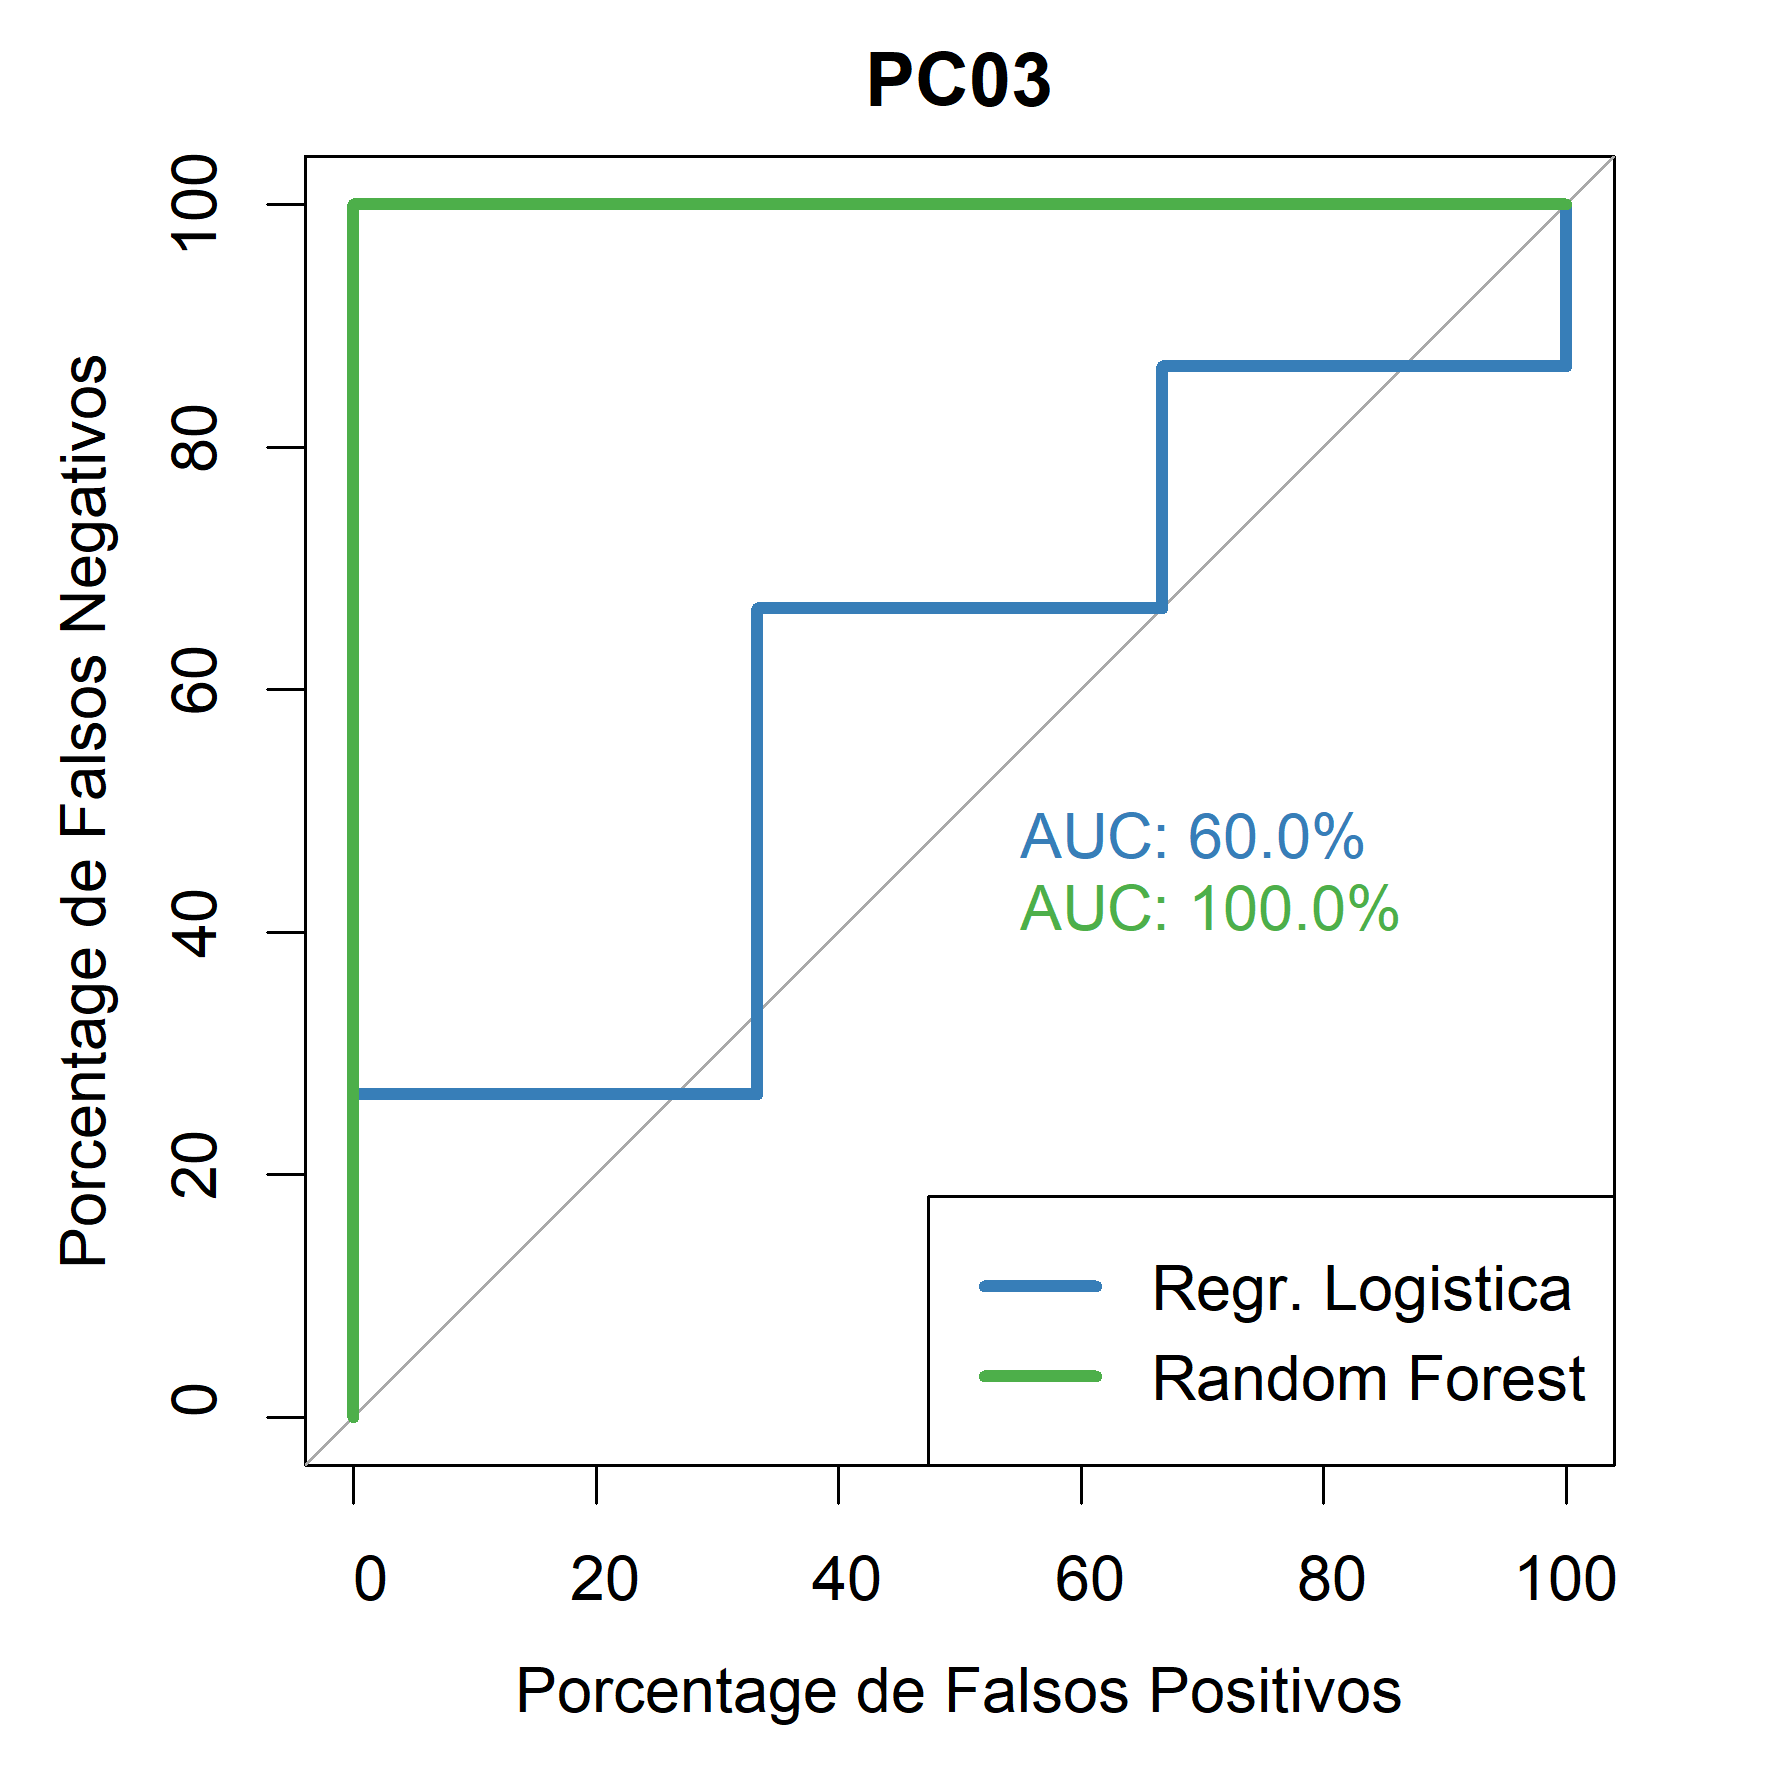 PC03
Porcentage de Falsos Negativos
100
80
60
40
20
0
AUC: 60.0%
AUC: 100.0%
Regr. Logistica
Random Forest
0 20 40 60 80 100
Porcentage de Falsos Positivos